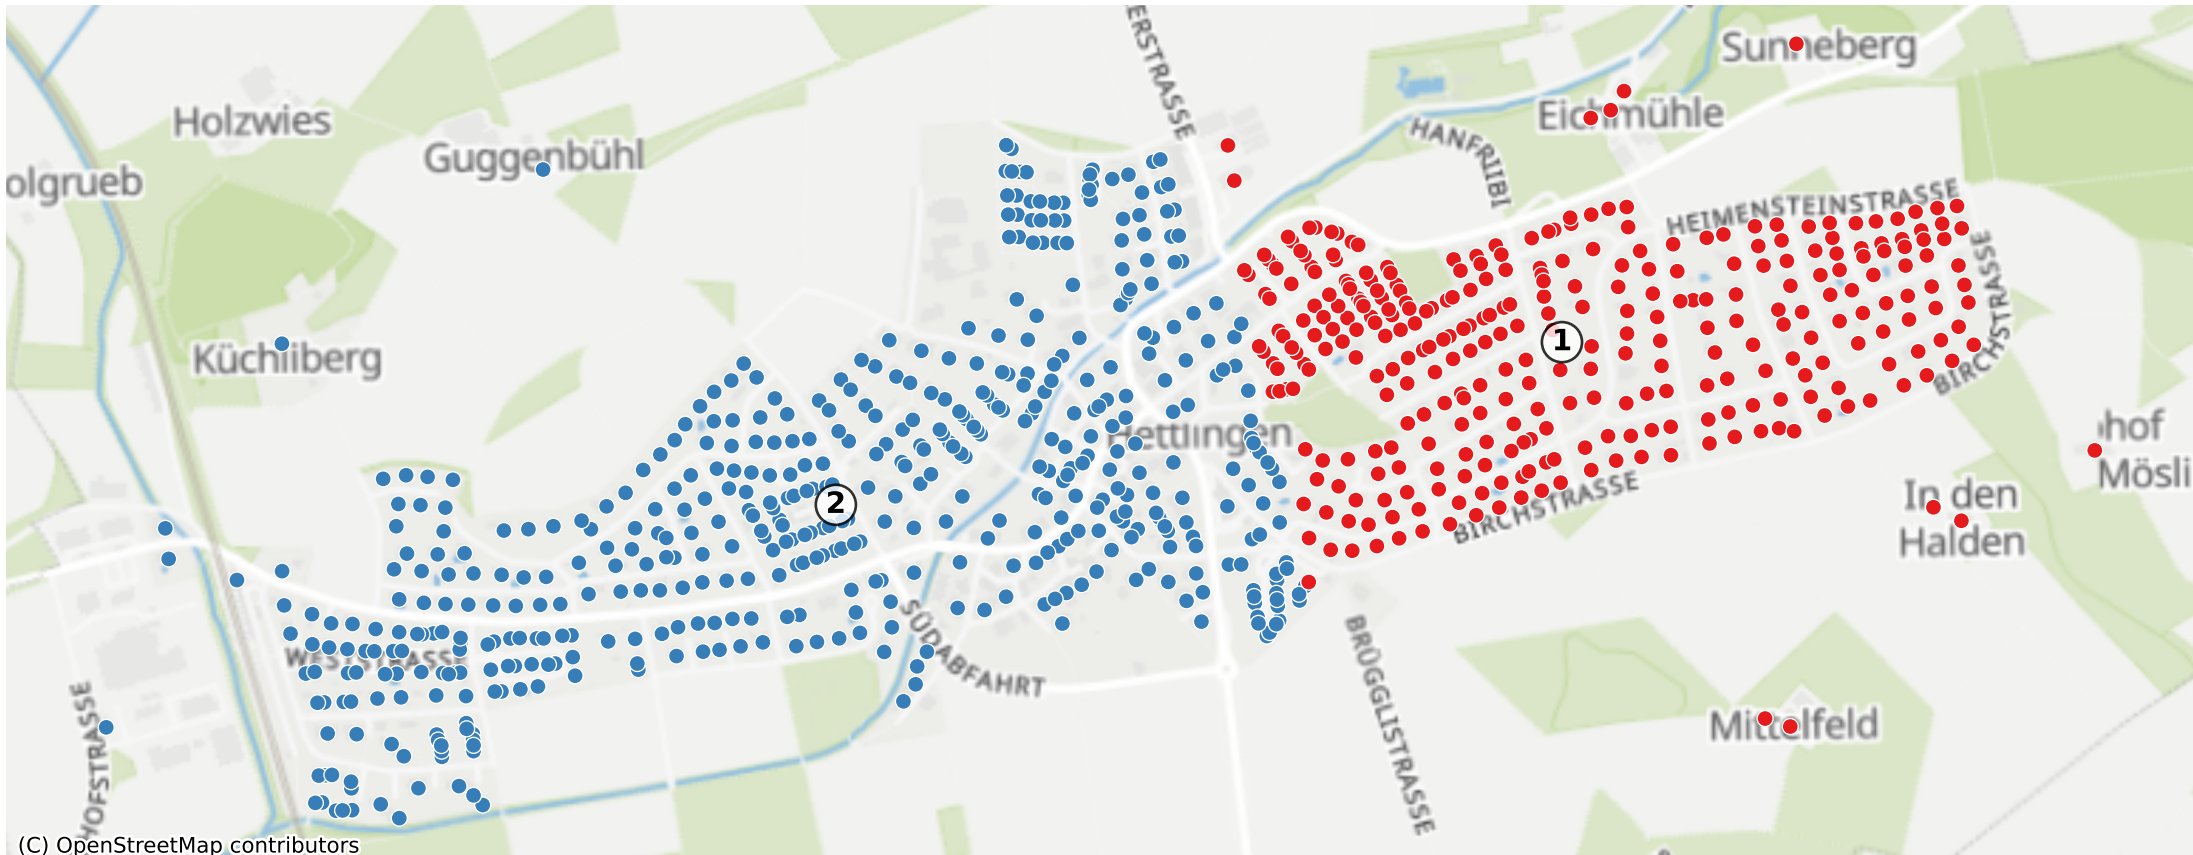 ERSTRASSE
Sunneberg
Holzwies
Eichmühle
HANFRIIBI
Guggenbühl
olgrueb
HEIMENSTEINSTRASSE
BIRCHSTRASSE
Küchliberg
1
Hettlingen
hof
Mösli
2
BIRCHSTRASSE
In den
Halden
SÜDABFAHRT
WESTSTRASSE
BRÜGGLISTRASSE
Mittelfeld
HOFSTRASSE
(C) OpenStreetMap contributors